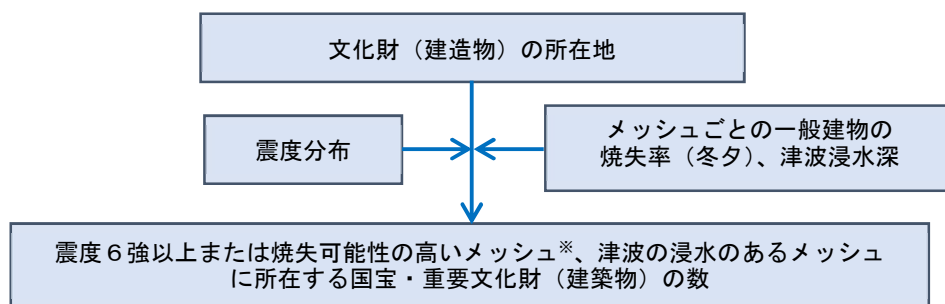 文化財（建造物）の所在地
震度分布
メッシュごとの一般建物の
焼失率（冬夕）、津波浸水深
震度６強以上または焼失可能性の高いメッシュ※、津波の浸水のあるメッシュ
に所在する国宝・重要文化財（建築物）の数